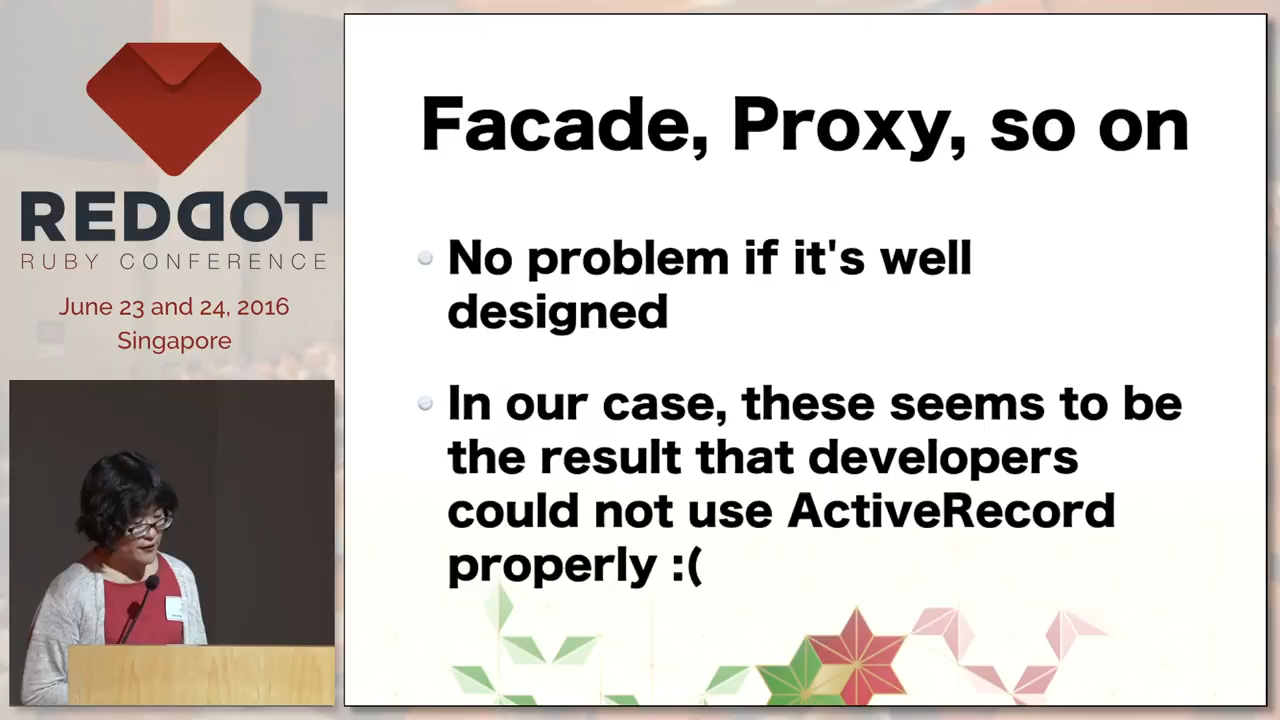 REDDOT
RUBY CONFERENCE
June 23 and 24, 2016
Singapore
Facade, Proxy, so on
No problem if it's well
designed
In our case, these seems to be
the result that developers
could not use ActiveRecord
properly :(